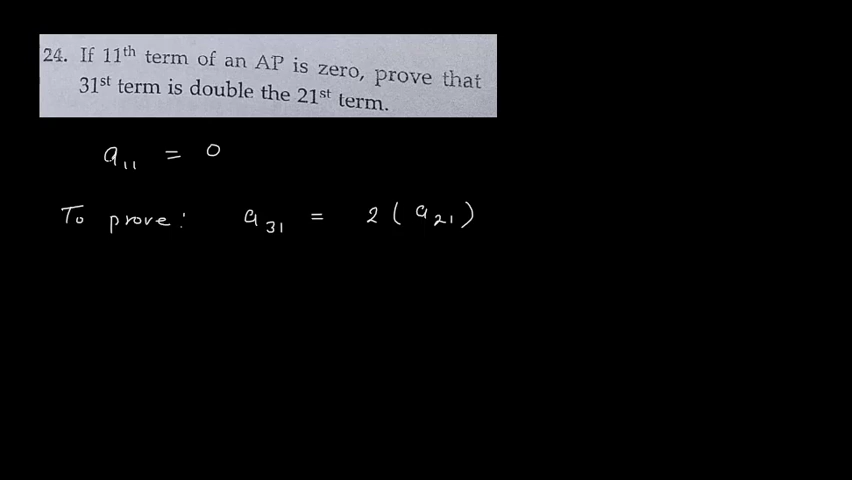 24. If 11th term of an AP is zero, prove that
31st term is double the 21st term.
a₁₁ = 0
To prove: a₃₁ = 2(a₂₁)